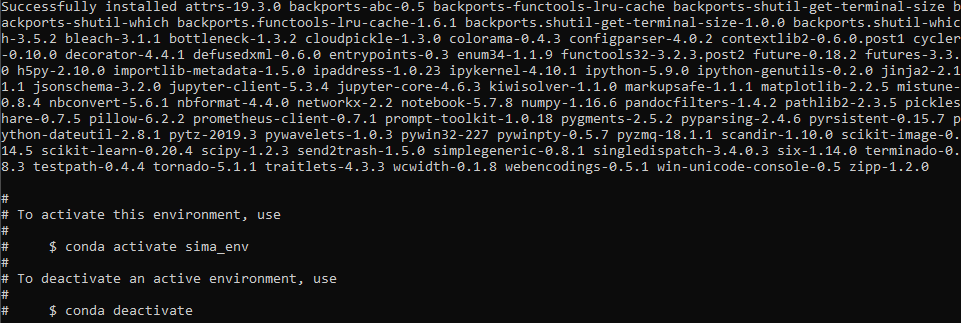 Successfully installed attrs-19.3.0 backports-abc-0.5 backports-functools-lru-cache backports-shutil-get-terminal-size b
ackports-shutil-which backports.functools-lru-cache-1.6.1 backports.shutil-get-terminal-size-1.0.0 backports.shutil-whic
h-3.5.2 bleach-3.1.1 bottleneck-1.3.2 cloudpickle-1.3.0 colorama-0.4.3 configparser-4.0.2 contextlib2-0.6.0.post1 cycler
-0.10.0 decorator-4.4.1 defusedxml-0.6.0 entrypoints-0.3 enum34-1.1.9 functools32-3.2.3.post2 future-0.18.2 futures-3.3.
0 h5py-2.10.0 importlib-metadata-1.5.0 ipaddress-1.0.23 ipykernel-4.10.1 ipython-5.9.0 ipython-genutils-0.2.0 jinja2-2.1
1.1 jsonschema-3.2.0 jupyter-client-5.3.4 jupyter-core-4.6.3 kiwisolver-1.1.0 markupsafe-1.1.1 matplotlib-2.2.5 mistune-
0.8.4 nbconvert-5.6.1 nbformat-4.4.0 networkx-2.2 notebook-5.7.8 numpy-1.16.6 pandocfilters-1.4.2 pathlib2-2.3.5 pickles
hare-0.7.5 pillow-6.2.2 prometheus-client-0.7.1 prompt-toolkit-1.0.18 pygments-2.5.2 pyparsing-2.4.6 pyrsistent-0.15.7 p
ython-dateutil-2.8.1 pytz-2019.3 pywavelets-1.0.3 pywin32-227 pywinpty-0.5.7 pyzmq-18.1.1 scandir-1.10.0 scikit-image-0.
14.5 scikit-learn-0.20.4 scipy-1.2.3 send2trash-1.5.0 simplegeneric-0.8.1 singledispatch-3.4.0.3 six-1.14.0 terminado-0.
8.3 testpath-0.4.4 tornado-5.1.1 traitlets-4.3.3 wcwidth-0.1.8 webencodings-0.5.1 win-unicode-console-0.5 zipp-1.2.0
#
# To activate this environment, use
#
#     $ conda activate sima_env
#
# To deactivate an active environment, use
#
#     $ conda deactivate